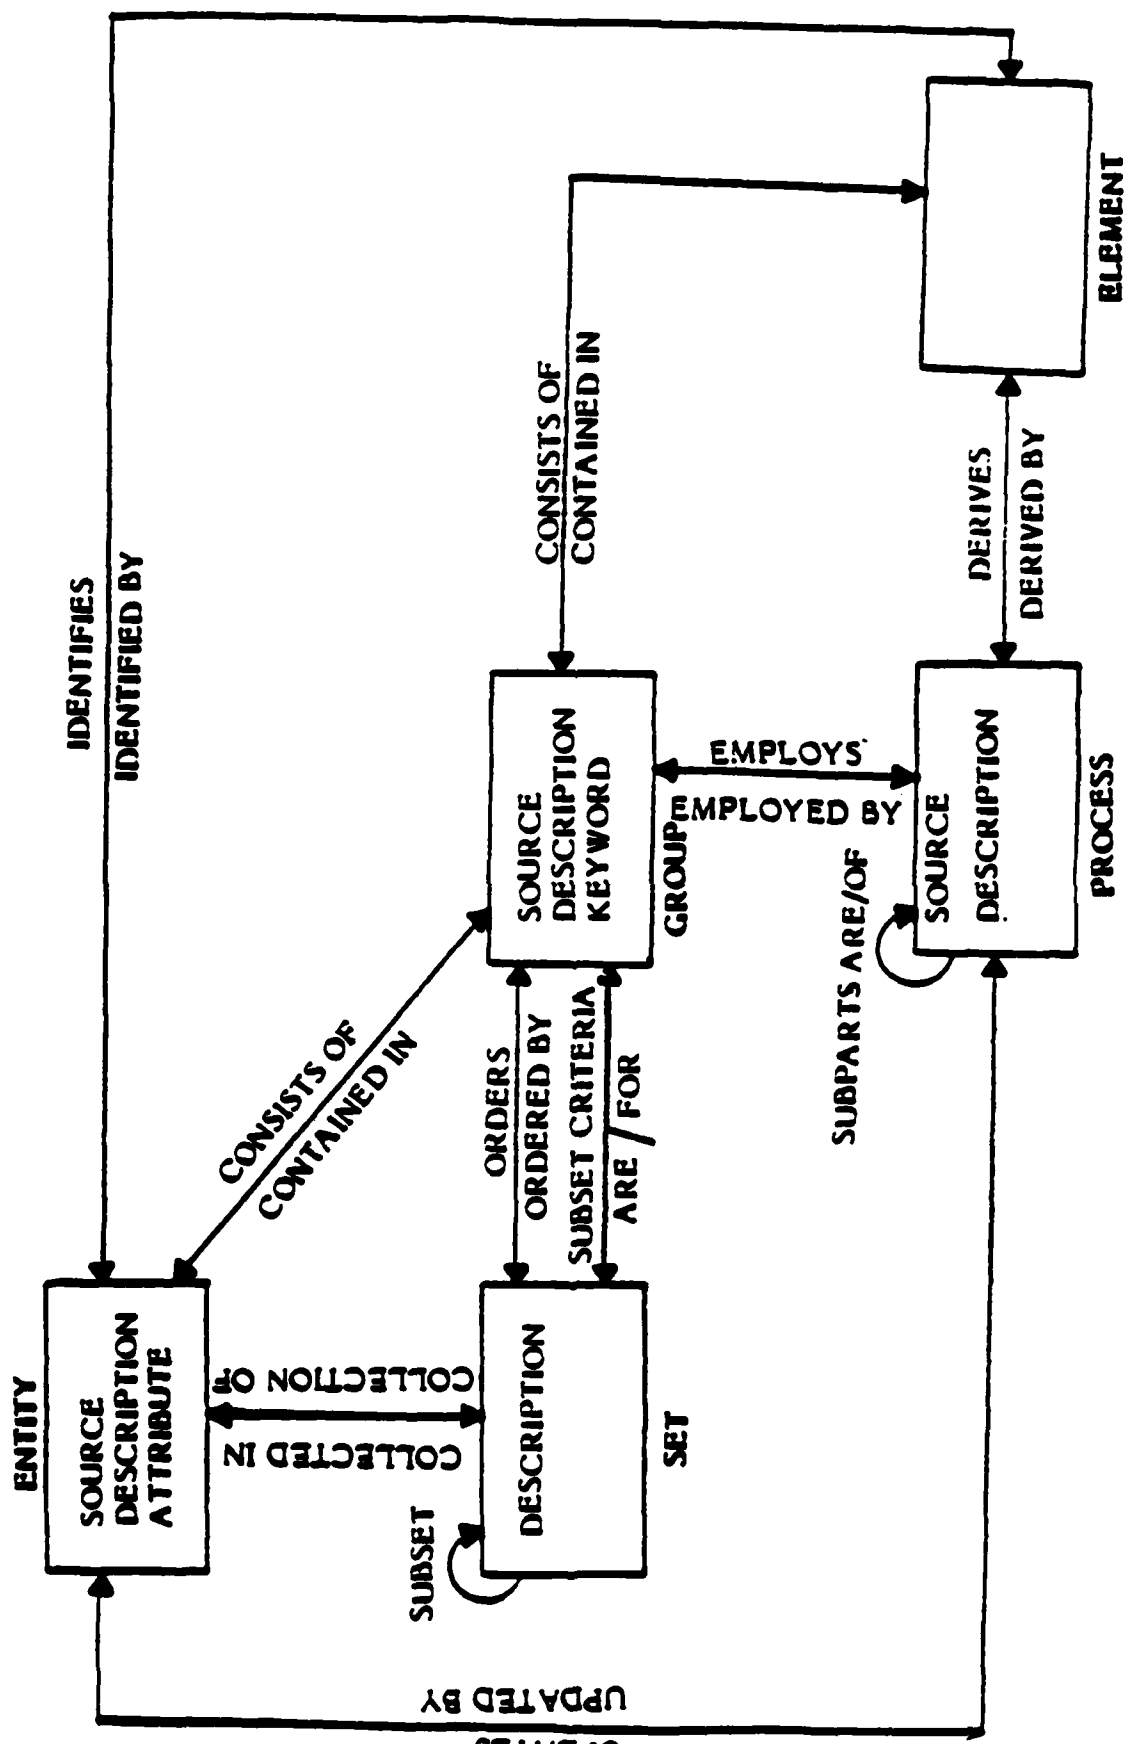 ENTITY
SOURCE
DESCRIPTION
ATTRIBUTE
IDENTIFIES
IDENTIFIED BY
CONSISTS OF
CONTAINED IN
COLLECTION OF
COLLECTED IN
SUBSET
DESCRIPTION
SET
ORDERS
ORDERED BY
SUBSET CRITERIA
ARE / FOR
SOURCE
DESCRIPTION
KEYWORD
GROUP
CONSISTS OF
CONTAINED IN
EMPLOYS
EMPLOYED BY
SUBPARTS ARE/OF
SOURCE
DESCRIPTION
PROCESS
DERIVES
DERIVED BY
ELEMENT
UPDATED BY